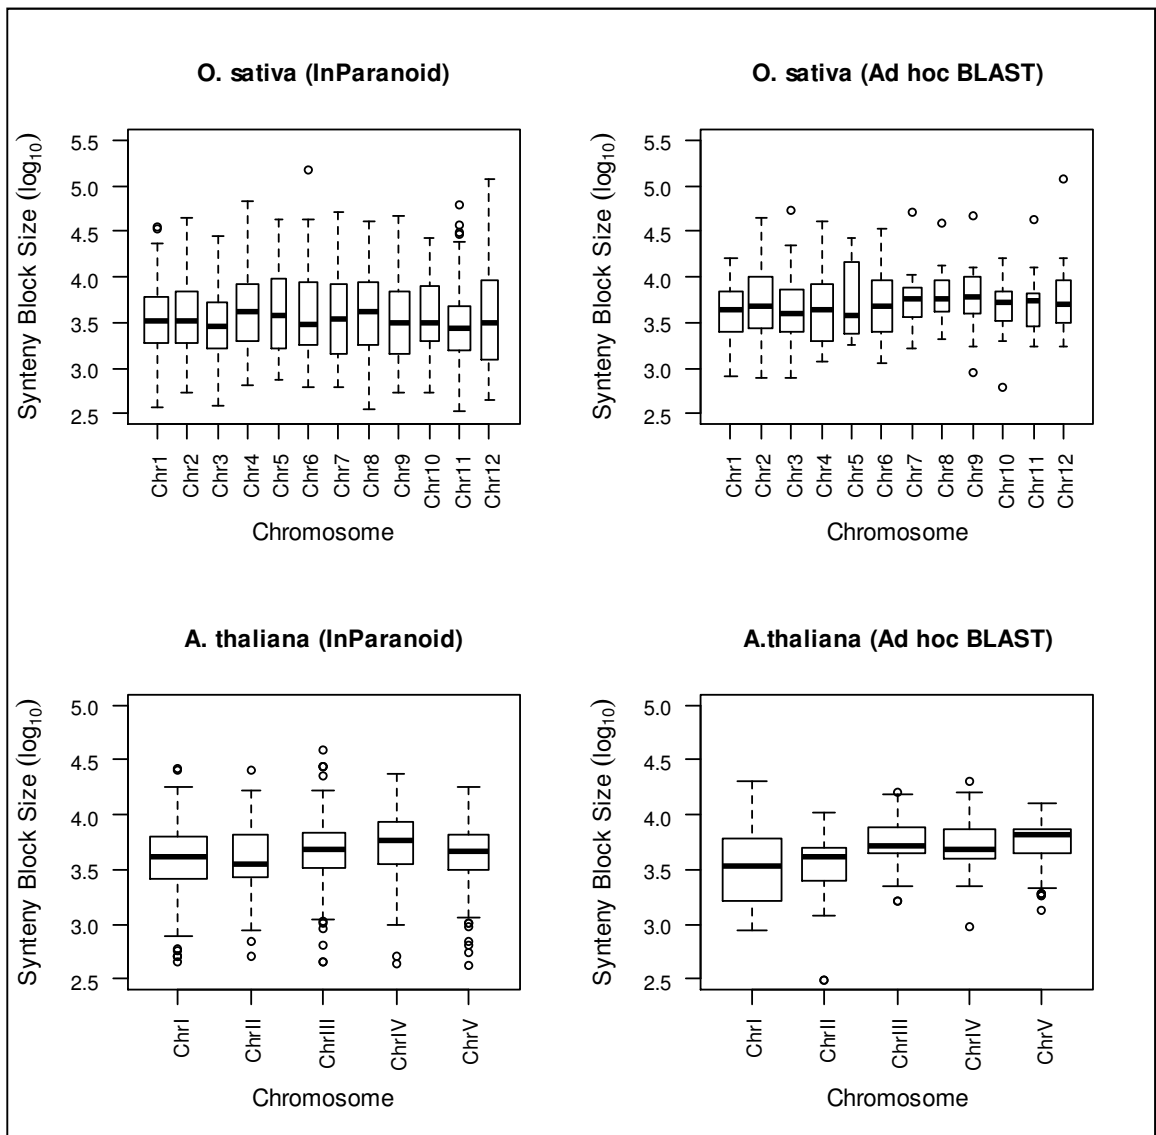 O. sativa (InParanoid)
Synteny Block Size (log10)
5.5
5.0
4.5
4.0
3.5
3.0
2.5
Chr1 Chr2 Chr3 Chr4 Chr5 Chr6 Chr7 Chr8 Chr9 Chr10 Chr11 Chr12
Chromosome
O. sativa (Ad hoc BLAST)
Synteny Block Size (log10)
5.5
5.0
4.5
4.0
3.5
3.0
2.5
Chr1 Chr2 Chr3 Chr4 Chr5 Chr6 Chr7 Chr8 Chr9 Chr10 Chr11 Chr12
Chromosome
A. thaliana (InParanoid)
Synteny Block Size (log10)
5.0
4.5
4.0
3.5
3.0
2.5
ChrI ChrII ChrIII ChrIV ChrV
Chromosome
A.thaliana (Ad hoc BLAST)
Synteny Block Size (log10)
5.0
4.5
4.0
3.5
3.0
2.5
ChrI ChrII ChrIII ChrIV ChrV
Chromosome